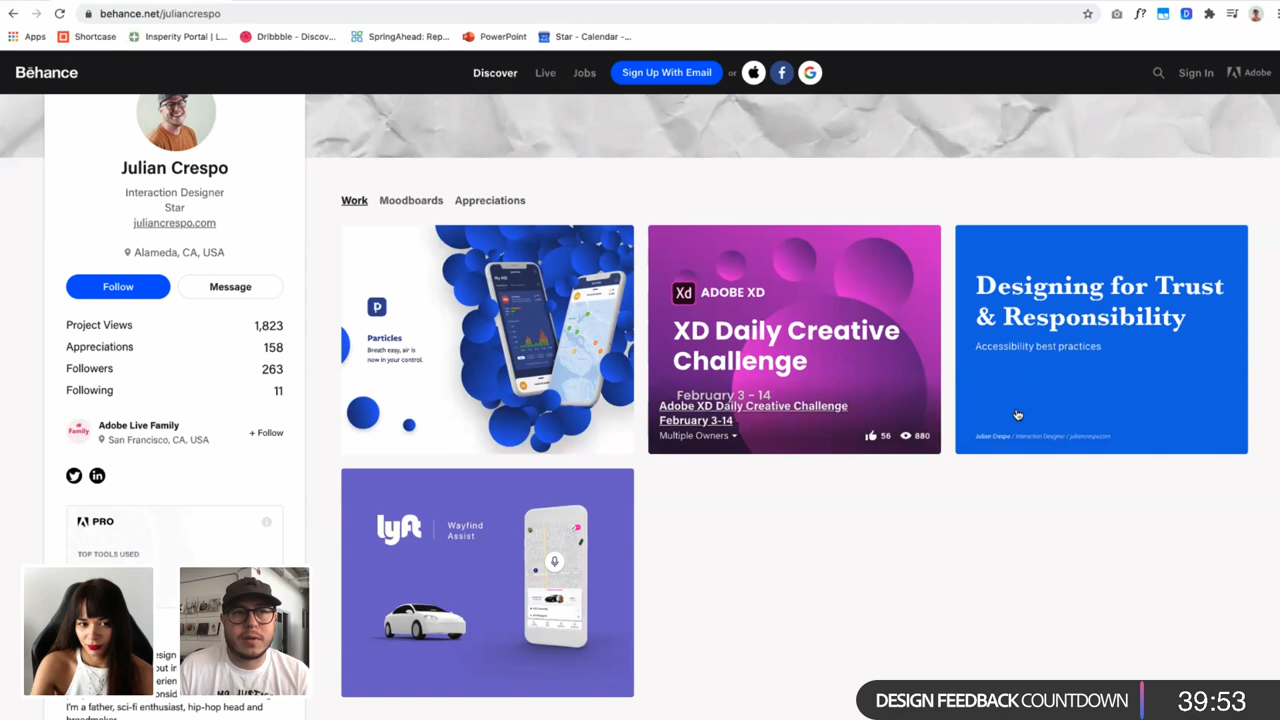 behance.net/juliancrespo
Apps Shortcase Insperity Portal | L... Dribbble - Discov... SpringAhead: Rep... PowerPoint Star - Calendar -...
Bēhance
Discover Live Jobs Sign Up With Email or
Sign In Adobe
Julian Crespo
Interaction Designer
Star
juliancrespo.com
Alameda, CA, USA
Follow Message
Project Views 1,823
Appreciations 158
Followers 263
Following 11
Family
Adobe Live Family
San Francisco, CA, USA
+ Follow
PRO
TOP TOOLS USED
I'm a father, sci-fi enthusiast, hip-hop head and
Work Moodboards Appreciations
P
Particles
Breath easy, air is
now in your control.
Xd ADOBE XD
XD Daily Creative
Challenge
February 3 – 14
Adobe XD Daily Creative Challenge
February 3-14
Multiple Owners
56 880
Designing for Trust
& Responsibility
Accessibility best practices
Julian Crespo / Interaction Designer / juliancrespo.com
lyft Wayfind
Assist
DESIGN FEEDBACK COUNTDOWN 39:53